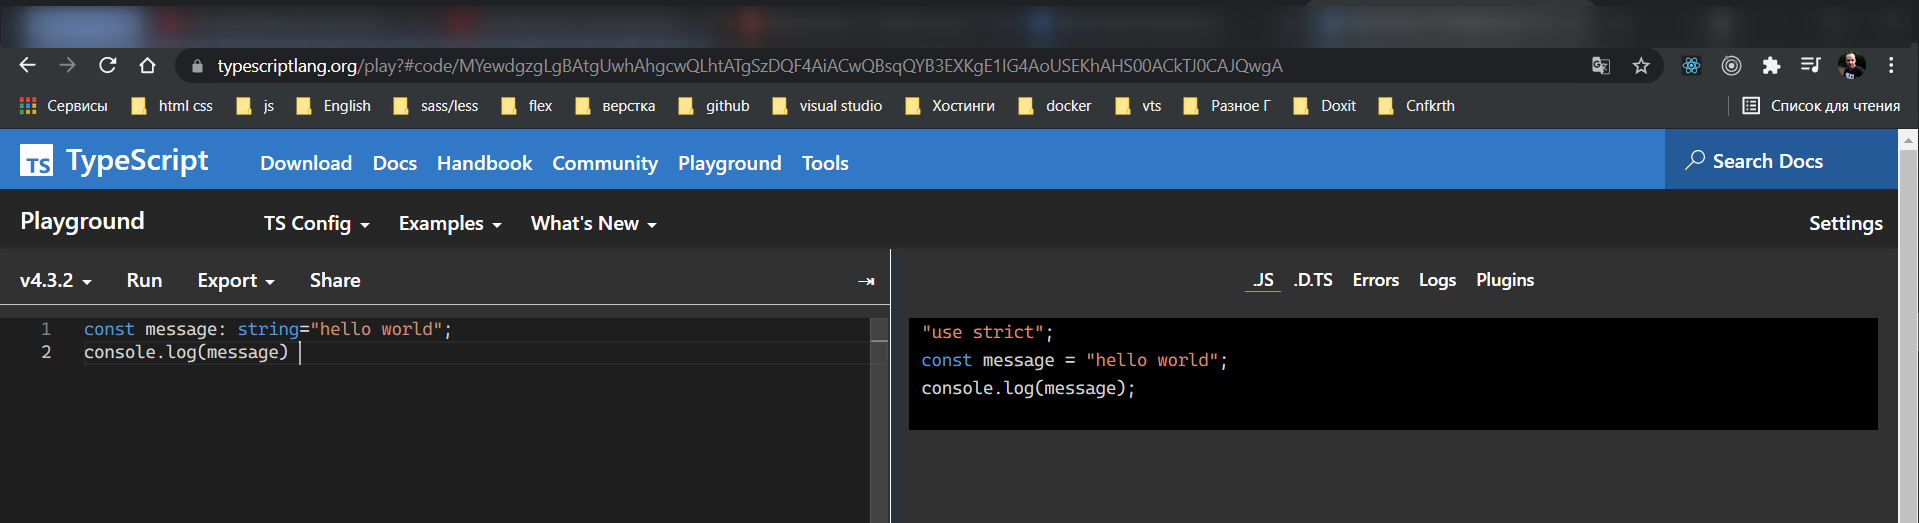 typescriptlang.org/play?#code/MYewdgzgLgBAtgUwhAhgcwQLhtATgSzDQF4AiACwQBsqQYB3EXKgE1IG4AoUSEKhAHS00ACkTJ0CAJQwgA
Сервисы html css js English sass/less flex верстка github visual studio Хостинги docker vts Разное Г Doxit Cnfkrth Список для чтения
TS TypeScript Download Docs Handbook Community Playground Tools Search Docs
Playground TS Config Examples What's New Settings
v4.3.2 Run Export Share .JS .D.TS Errors Logs Plugins
1 const message: string="hello world";
2 console.log(message)
"use strict";
const message = "hello world";
console.log(message);